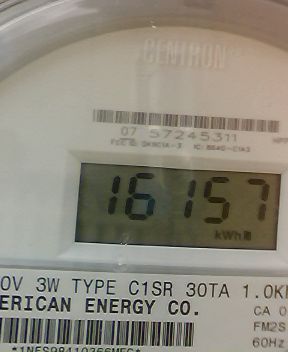 CENTRON
07 57245311
16157
kWh
0V 3W TYPE C1SR 30TA 1.0K
ERICAN ENERGY CO.
CA 0
FM2S
60Hz